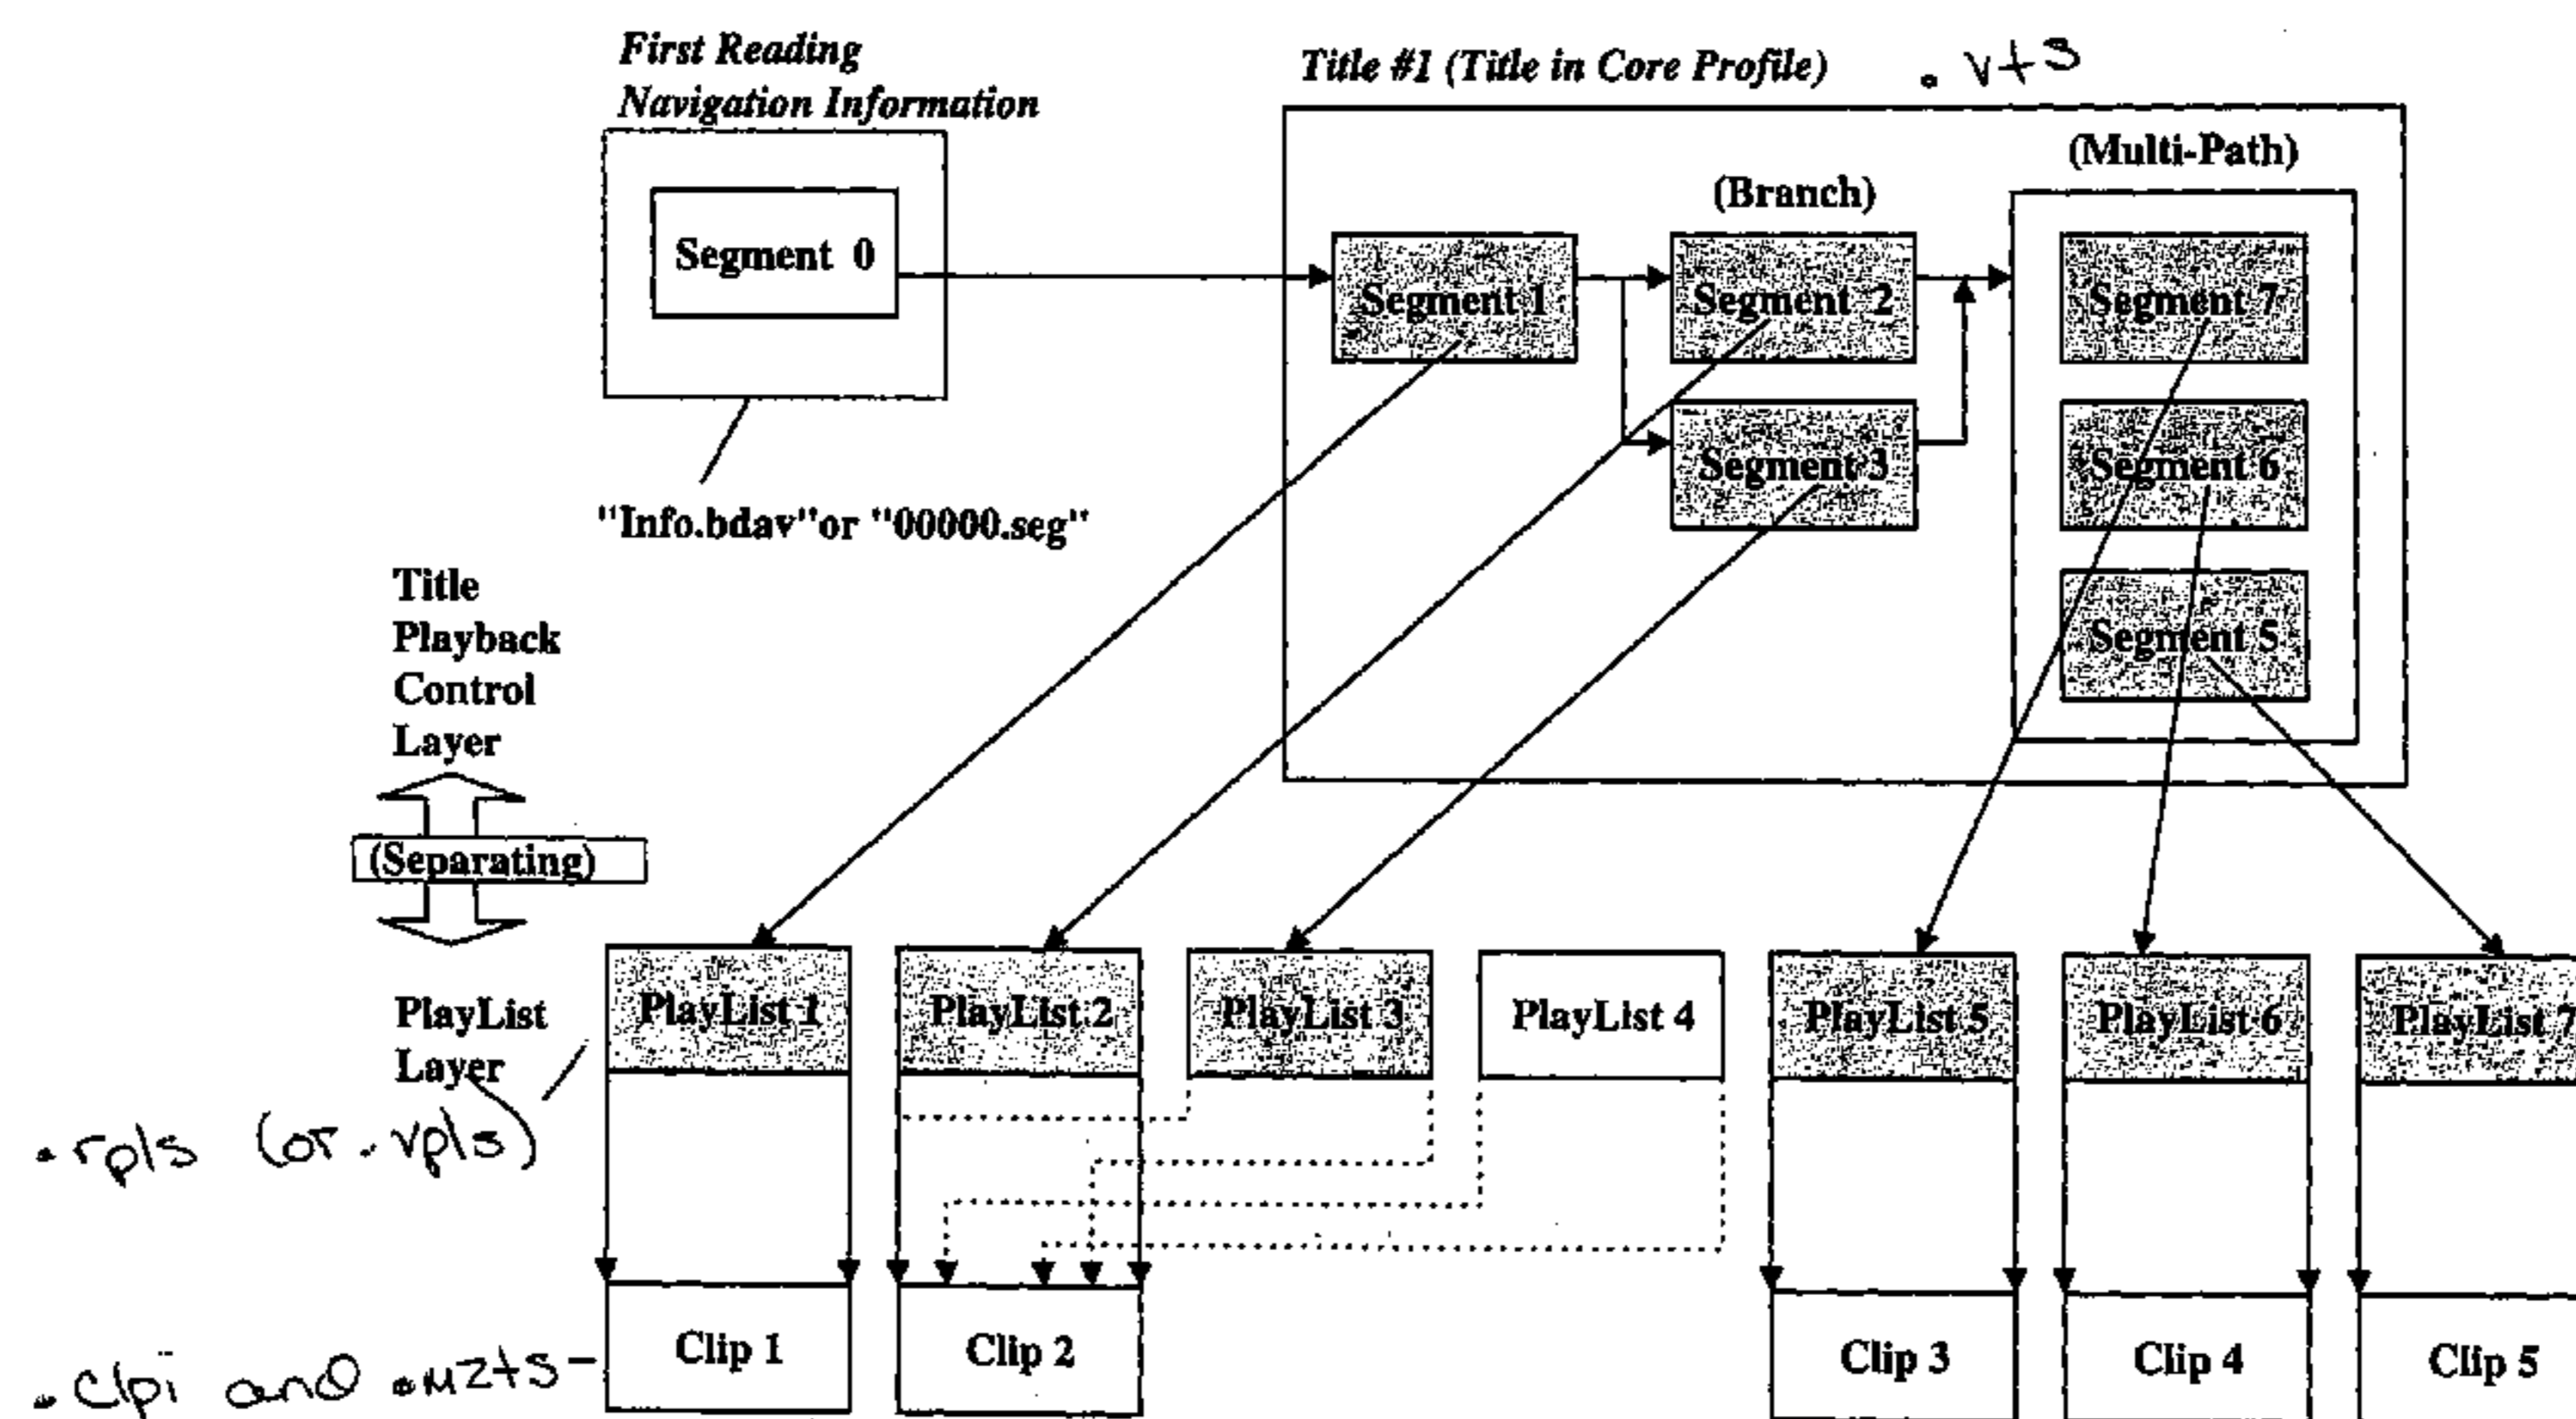 First Reading
Navigation Information
Title #1 (Title in Core Profile)
. vts
(Multi-Path)
(Branch)
Segment 0
Segment 1
Segment 2
Segment 7
Segment 3
Segment 6
Segment 5
"Info.bdav"or "00000.seg"
Title
Playback
Control
Layer
(Separating)
PlayList
Layer
PlayList 1
PlayList 2
PlayList 3
PlayList 4
PlayList 5
PlayList 6
PlayList 7
.rpls (or .vpls)
Clip 1
Clip 2
Clip 3
Clip 4
Clip 5
.clpi and .m2ts